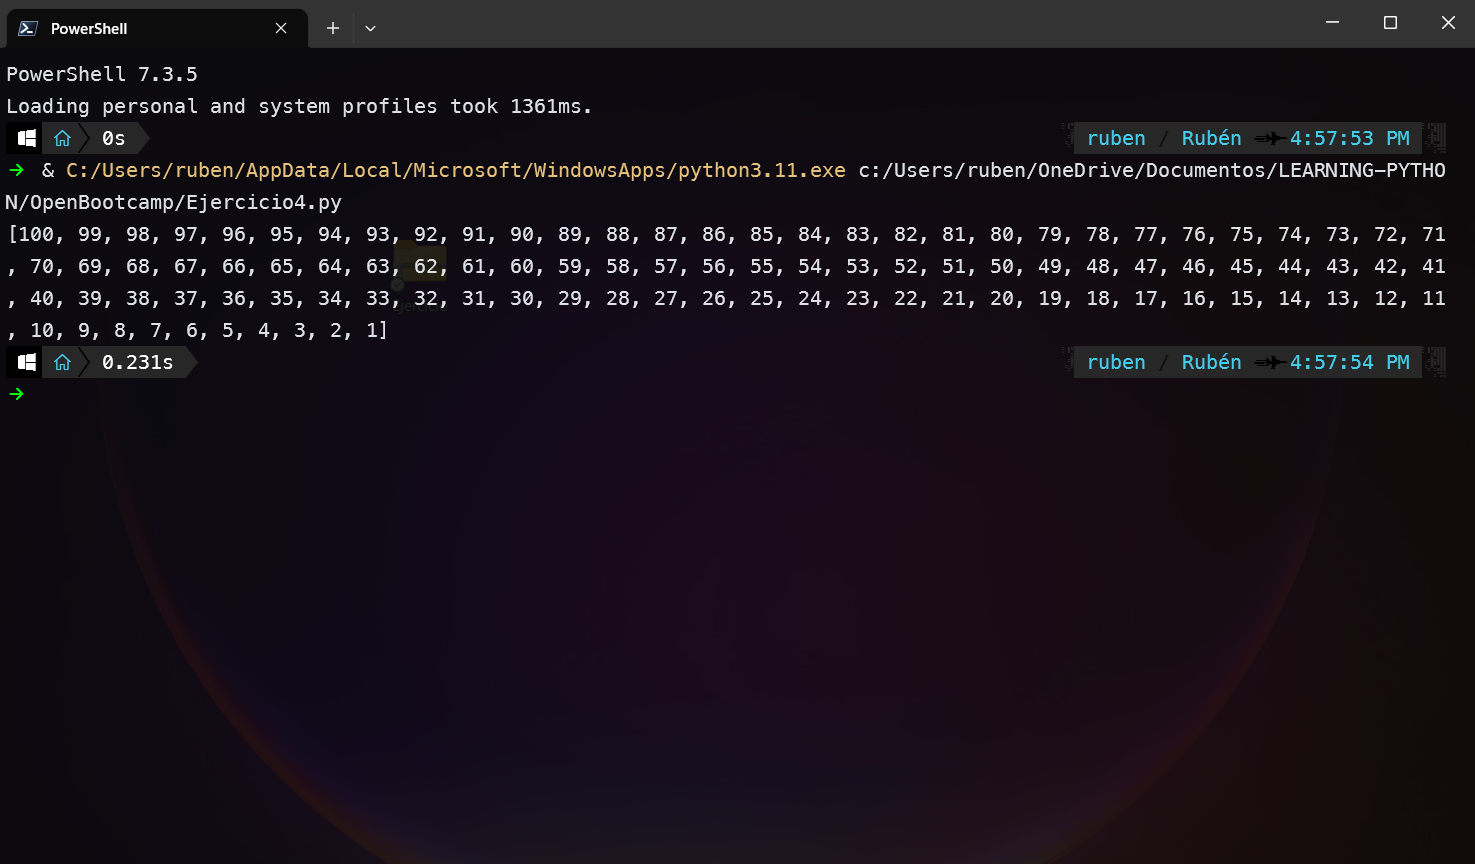 PowerShell
PowerShell 7.3.5
Loading personal and system profiles took 1361ms.
0s ruben / Rubén 4:57:53 PM
→ & C:/Users/ruben/AppData/Local/Microsoft/WindowsApps/python3.11.exe c:/Users/ruben/OneDrive/Documentos/LEARNING-PYTHO
N/OpenBootcamp/Ejercicio4.py
[100, 99, 98, 97, 96, 95, 94, 93, 92, 91, 90, 89, 88, 87, 86, 85, 84, 83, 82, 81, 80, 79, 78, 77, 76, 75, 74, 73, 72, 71
, 70, 69, 68, 67, 66, 65, 64, 63, 62, 61, 60, 59, 58, 57, 56, 55, 54, 53, 52, 51, 50, 49, 48, 47, 46, 45, 44, 43, 42, 41
, 40, 39, 38, 37, 36, 35, 34, 33, 32, 31, 30, 29, 28, 27, 26, 25, 24, 23, 22, 21, 20, 19, 18, 17, 16, 15, 14, 13, 12, 11
, 10, 9, 8, 7, 6, 5, 4, 3, 2, 1]
0.231s ruben / Rubén 4:57:54 PM
→